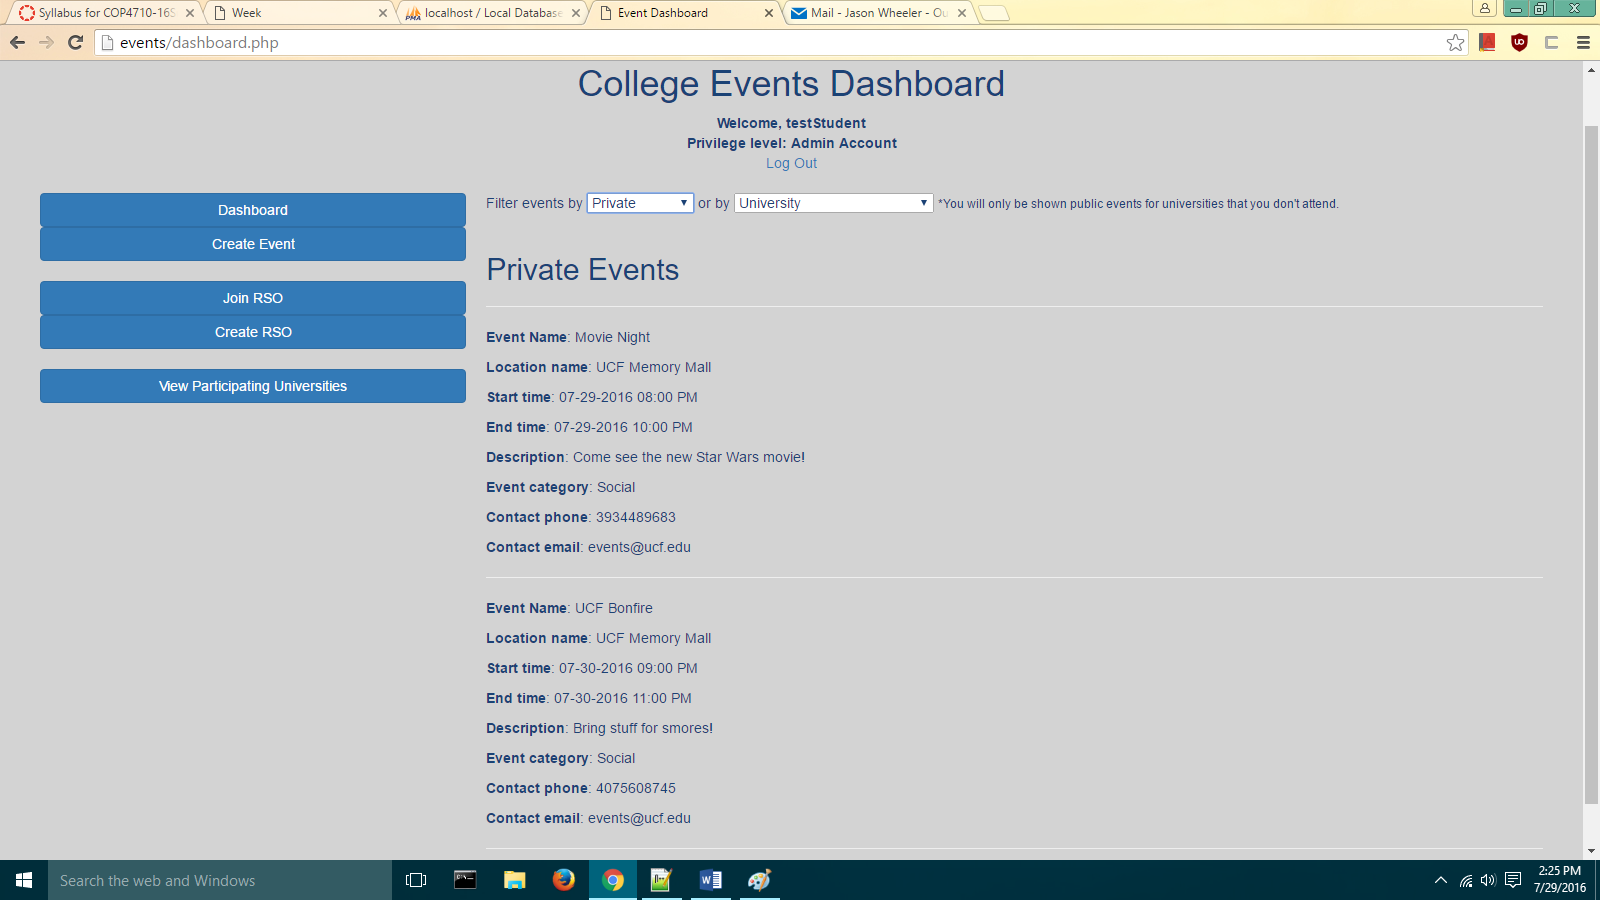 Syllabus for COP4710-16S
Week
localhost / Local Database
Event Dashboard
Mail - Jason Wheeler - Ou
events/dashboard.php
College Events Dashboard
Welcome, testStudent
Privilege level: Admin Account
Log Out
Dashboard
Create Event
Join RSO
Create RSO
View Participating Universities
Filter events by Private or by University *You will only be shown public events for universities that you don't attend.
Private Events
Event Name: Movie Night
Location name: UCF Memory Mall
Start time: 07-29-2016 08:00 PM
End time: 07-29-2016 10:00 PM
Description: Come see the new Star Wars movie!
Event category: Social
Contact phone: 3934489683
Contact email: events@ucf.edu
Event Name: UCF Bonfire
Location name: UCF Memory Mall
Start time: 07-30-2016 09:00 PM
End time: 07-30-2016 11:00 PM
Description: Bring stuff for smores!
Event category: Social
Contact phone: 4075608745
Contact email: events@ucf.edu
Search the web and Windows
2:25 PM
7/29/2016